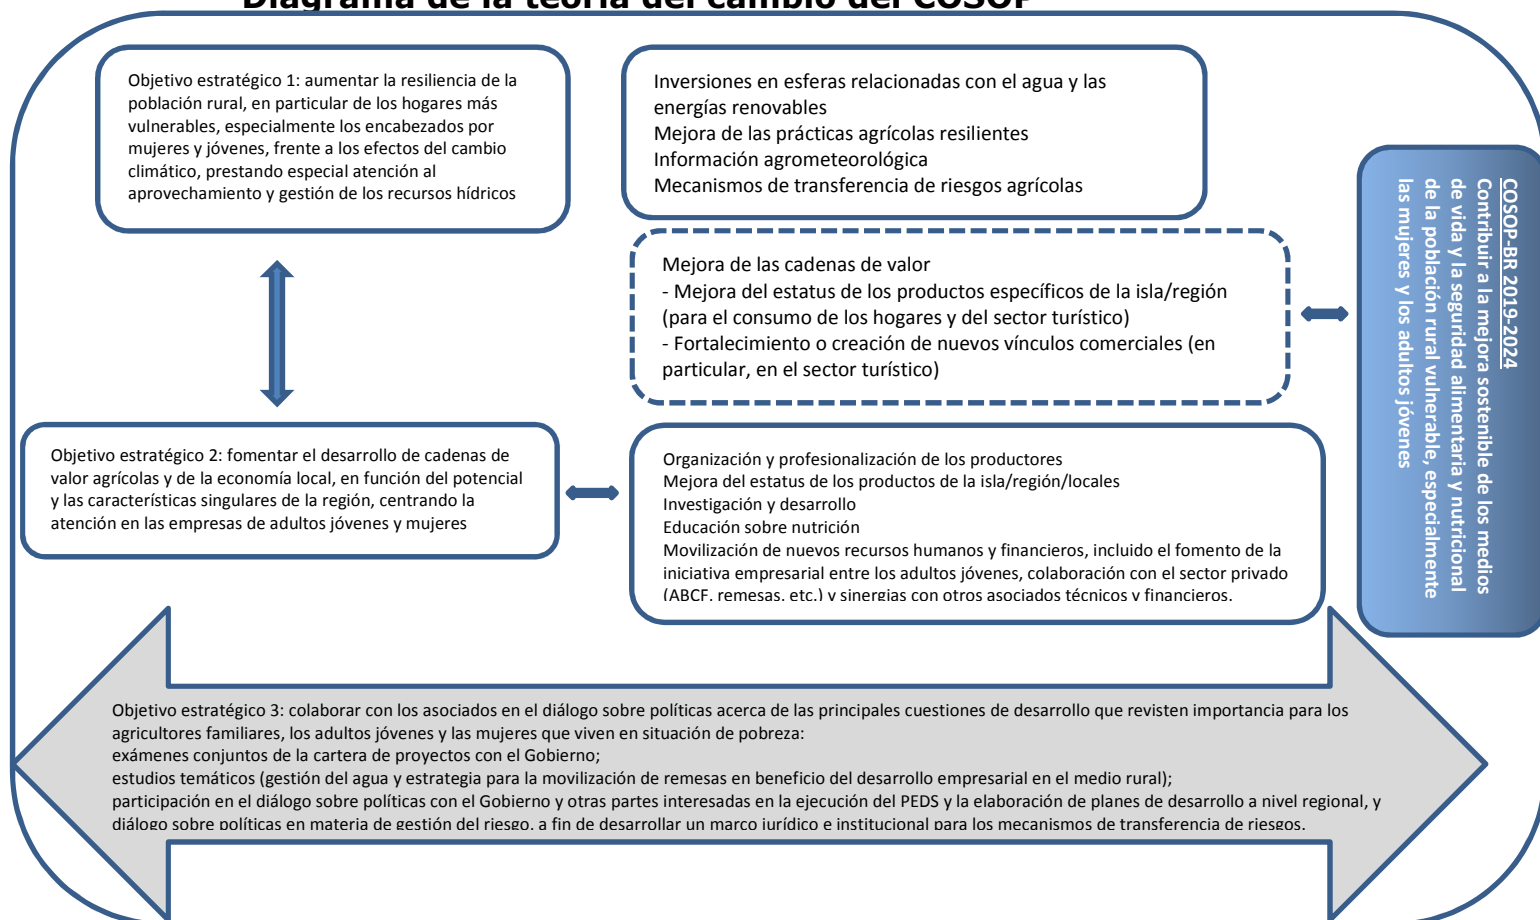 Diagrama de la teoría del cambio del COSOP
Objetivo estratégico 1: aumentar la resiliencia de la
población rural, en particular de los hogares más
vulnerables, especialmente los encabezados por
mujeres y jóvenes, frente a los efectos del cambio
climático, prestando especial atención al
aprovechamiento y gestión de los recursos hídricos
Inversiones en esferas relacionadas con el agua y las
energías renovables
Mejora de las prácticas agrícolas resilientes
Información agrometeorológica
Mecanismos de transferencia de riesgos agrícolas
Mejora de las cadenas de valor
- Mejora del estatus de los productos específicos de la isla/región
(para el consumo de los hogares y del sector turístico)
- Fortalecimiento o creación de nuevos vínculos comerciales (en
particular, en el sector turístico)
COSOP-BR 2019-2024
Contribuir a la mejora sostenible de los medios
de vida y la seguridad alimentaria y nutricional
de la población rural vulnerable, especialmente
las mujeres y los adultos jóvenes
Objetivo estratégico 2: fomentar el desarrollo de cadenas de
valor agrícolas y de la economía local, en función del potencial
y las características singulares de la región, centrando la
atención en las empresas de adultos jóvenes y mujeres
Organización y profesionalización de los productores
Mejora del estatus de los productos de la isla/región/locales
Investigación y desarrollo
Educación sobre nutrición
Movilización de nuevos recursos humanos y financieros, incluido el fomento de la
iniciativa empresarial entre los adultos jóvenes, colaboración con el sector privado
(ABCF, remesas, etc.) y sinergias con otros asociados técnicos y financieros.
Objetivo estratégico 3: colaborar con los asociados en el diálogo sobre políticas acerca de las principales cuestiones de desarrollo que revisten importancia para los
agricultores familiares, los adultos jóvenes y las mujeres que viven en situación de pobreza:
exámenes conjuntos de la cartera de proyectos con el Gobierno;
estudios temáticos (gestión del agua y estrategia para la movilización de remesas en beneficio del desarrollo empresarial en el medio rural);
participación en el diálogo sobre políticas con el Gobierno y otras partes interesadas en la ejecución del PEDS y la elaboración de planes de desarrollo a nivel regional, y
diálogo sobre políticas en materia de gestión del riesgo, a fin de desarrollar un marco jurídico e institucional para los mecanismos de transferencia de riesgos.